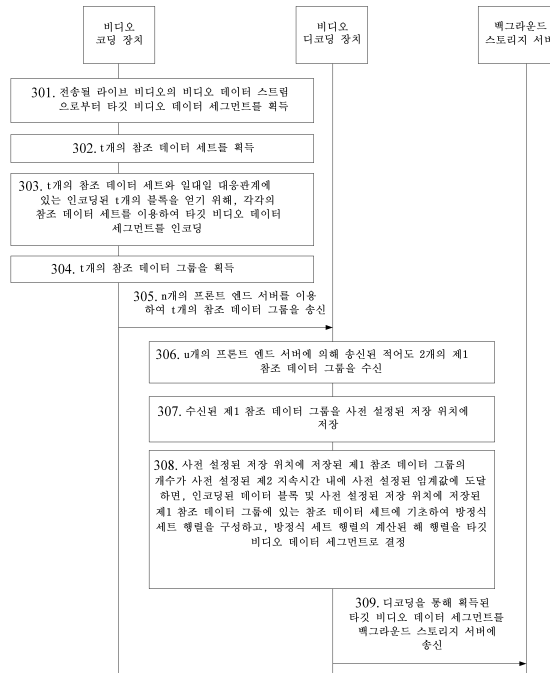 비디오
코딩 장치
비디오
디코딩 장치
백그라운드
스토리지 서버
301. 전송될 라이브 비디오의 비디오 데이터 스트림
으로부터 타깃 비디오 데이터 세그먼트를 획득
302. t개의 참조 데이터 세트를 획득
303. t개의 참조 데이터 세트와 일대일 대응관계에
있는 인코딩된 t개의 블록을 얻기 위해, 각각의
참조 데이터 세트를 이용하여 타깃 비디오 데이터
세그먼트를 인코딩
304. t개의 참조 데이터 그룹을 획득
305. n개의 프론트 엔드 서버를 이용
하여 t개의 참조 데이터 그룹을 송신
306. u개의 프론트 엔드 서버에 의해 송신된 적어도 2개의 제1
참조 데이터 그룹을 수신
307. 수신된 제1 참조 데이터 그룹을 사전 설정된 저장 위치에
저장
308. 사전 설정된 저장 위치에 저장된 제1 참조 데이터 그룹의
개수가 사전 설정된 제2 지속시간 내에 사전 설정된 임계값에 도달
하면, 인코딩된 데이터 블록 및 사전 설정된 저장 위치에 저장된
제1 참조 데이터 그룹에 있는 참조 데이터 세트에 기초하여 방정식
세트 행렬을 구성하고, 방정식 세트 행렬의 계산된 해 행렬을 타깃
비디오 데이터 세그먼트로 결정
309. 디코딩을 통해 획득된
타깃 비디오 데이터 세그먼트를
백그라운드 스토리지 서버에
송신